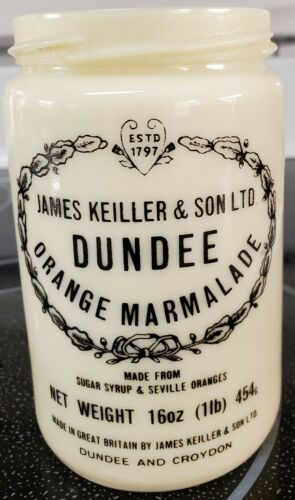 ESTD
1797
JAMES KEILLER & SON LTD
DUNDEE
ORANGE MARMALADE
MADE FROM
SUGAR SYRUP & SEVILLE ORANGES
NET WEIGHT 16oz (1lb) 454g
MADE IN GREAT BRITAIN BY JAMES KEILLER & SON LTD.
DUNDEE AND CROYDON